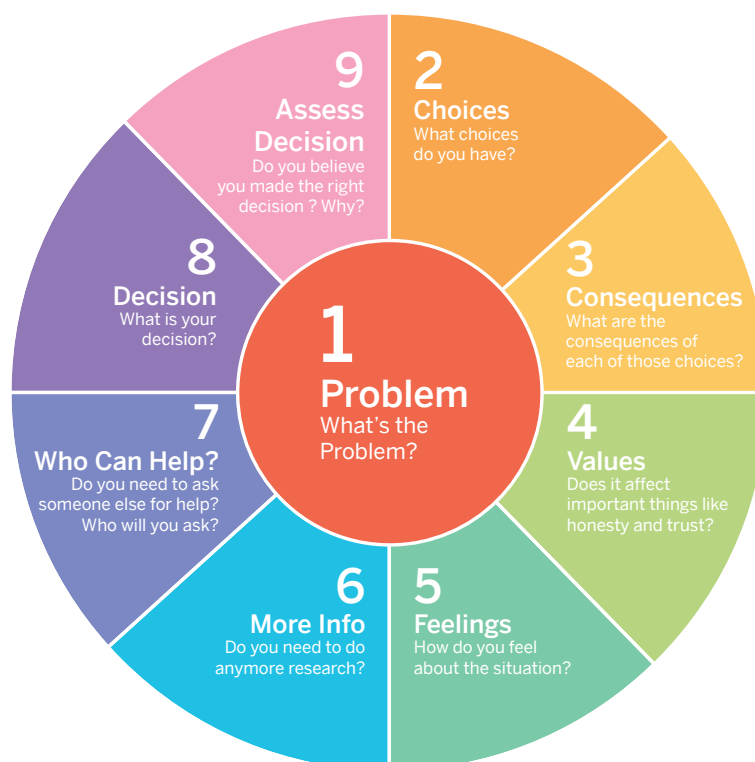 1
Problem
What's the
Problem?
2
Choices
What choices
do you have?
3
Consequences
What are the
consequences of
each of those choices?
4
Values
Does it affect
important things like
honesty and trust?
5
Feelings
How do you feel
about the situation?
6
More Info
Do you need to do
anymore research?
7
Who Can Help?
Do you need to ask
someone else for help?
Who will you ask?
8
Decision
What is your
decision?
9
Assess
Decision
Do you believe
you made the right
decision ? Why?